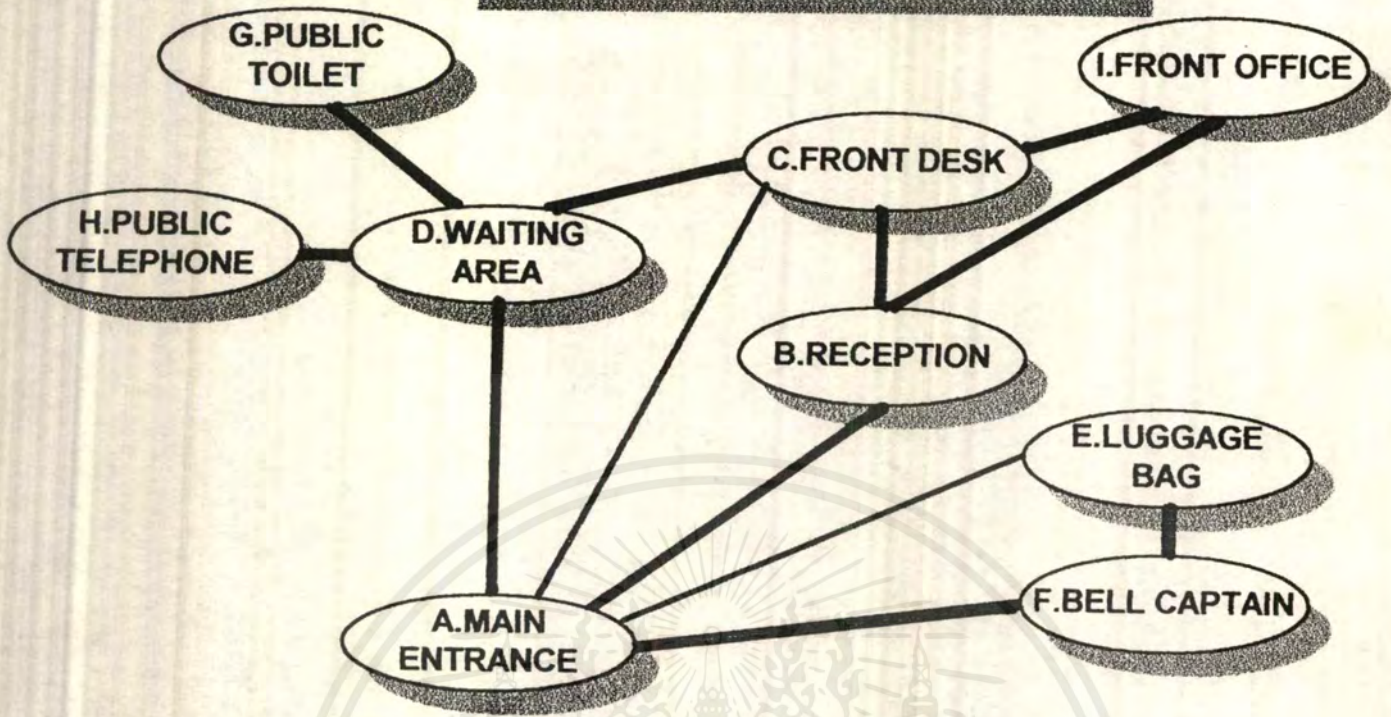 G.PUBLIC
TOILET
I.FRONT OFFICE
C.FRONT DESK
H.PUBLIC
TELEPHONE
D.WAITING
AREA
B.RECEPTION
E.LUGGAGE
BAG
F.BELL CAPTAIN
A.MAIN
ENTRANCE